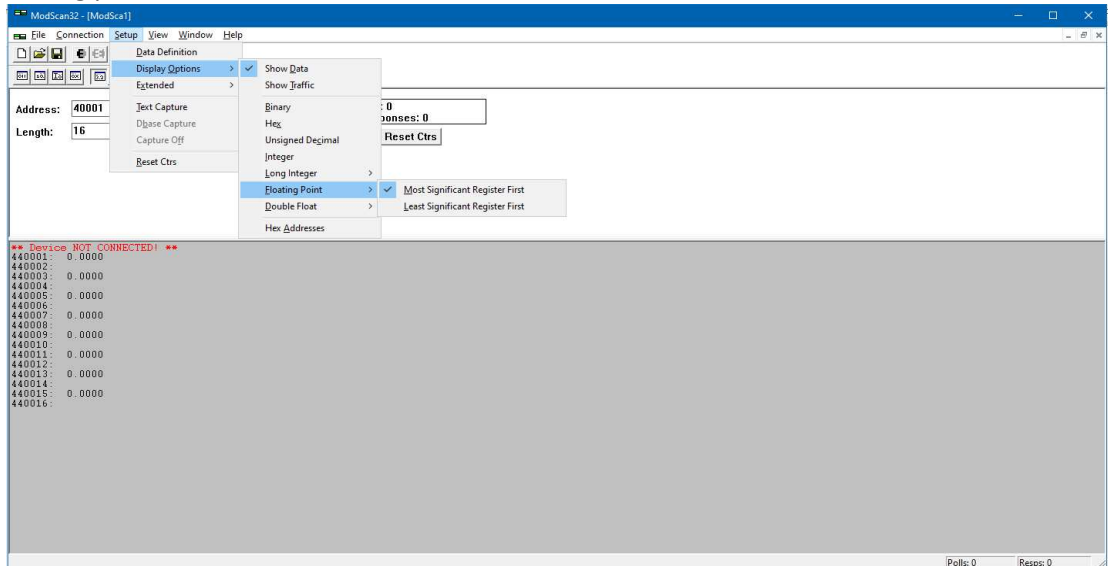 ModScan32 - [ModSca1]
File Connection Setup View Window Help
Data Definition
Display Options
Extended
Text Capture
Dbase Capture
Capture Off
Reset Ctrs
Show Data
Show Traffic
Binary
Hex
Unsigned Decimal
Integer
Long Integer
Floating Point
Double Float
Hex Addresses
Most Significant Register First
Least Significant Register First
Address: 40001
Length: 16
: 0
ponses: 0
Reset Ctrs
** Device NOT CONNECTED! **
440001: 0.0000
440002:
440003: 0.0000
440004:
440005: 0.0000
440006:
440007: 0.0000
440008:
440009: 0.0000
440010:
440011: 0.0000
440012:
440013: 0.0000
440014:
440015: 0.0000
440016:
Polls: 0 Resps: 0